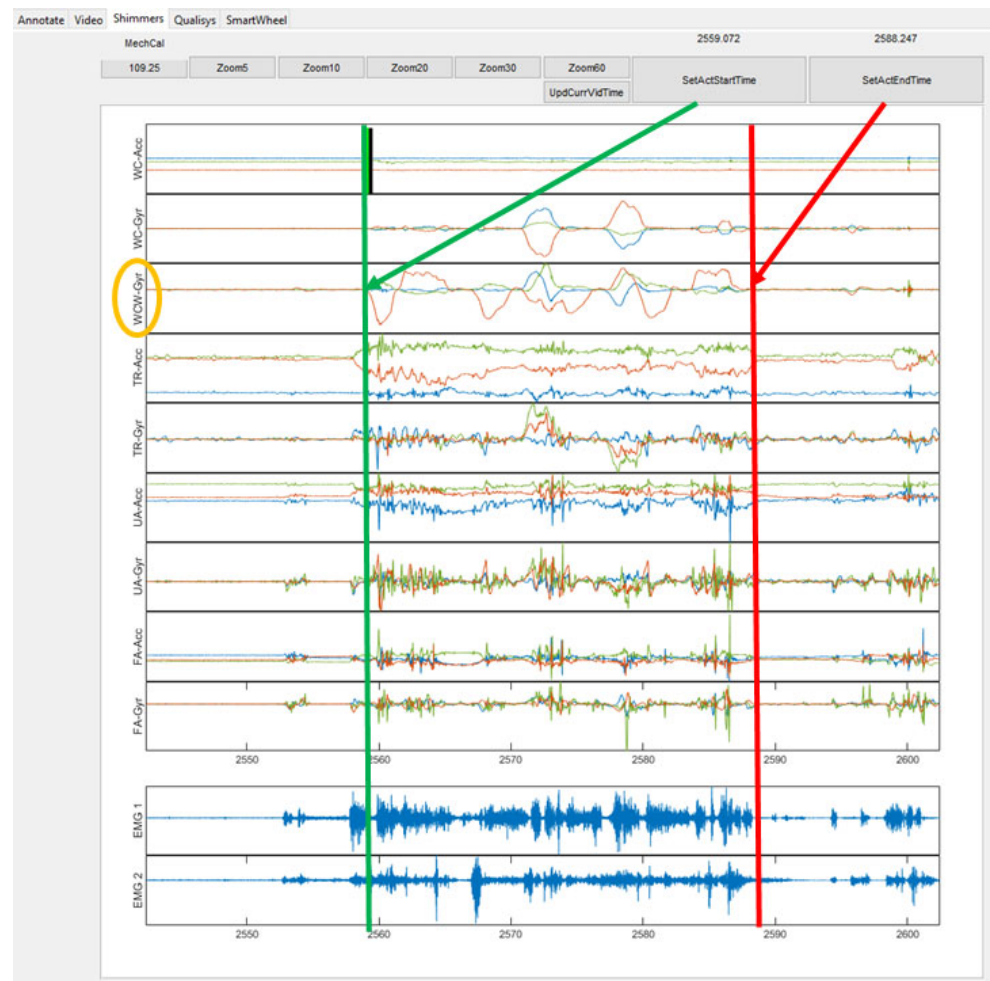 Annotate Video Shimmers Qualisys SmartWheel
MechCal 2559.072 2588.247
109.25 Zoom5 Zoom10 Zoom20 Zoom30 Zoom60 SetActStartTime SetActEndTime
UpdCurrVidTime
WC-Acc
WC-Gyr
WCW-Gyr
TR-Acc
TR-Gyr
UA-Acc
UA-Gyr
FA-Acc
FA-Gyr
2550 2560 2570 2580 2590 2600
EMG 1
EMG 2
2550 2560 2570 2580 2590 2600